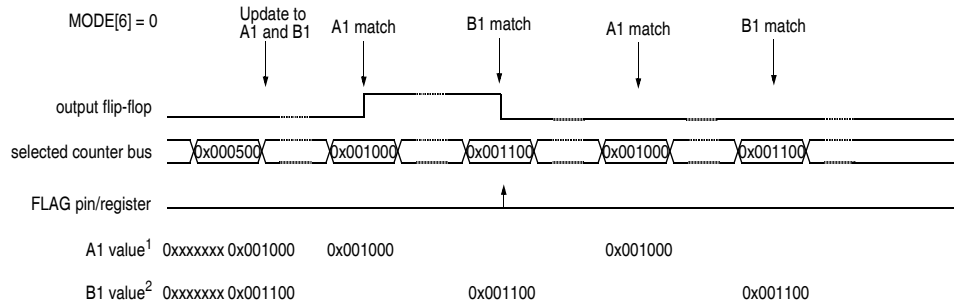 MODE[6] = 0
Update to
A1 and B1
A1 match
B1 match
A1 match
B1 match
output flip-flop
selected counter bus 0x000500 0x001000 0x001100 0x001000 0x001100
FLAG pin/register
A1 value1 0xxxxxxx 0x001000 0x001000 0x001000
B1 value2 0xxxxxxx 0x001100 0x001100 0x001100